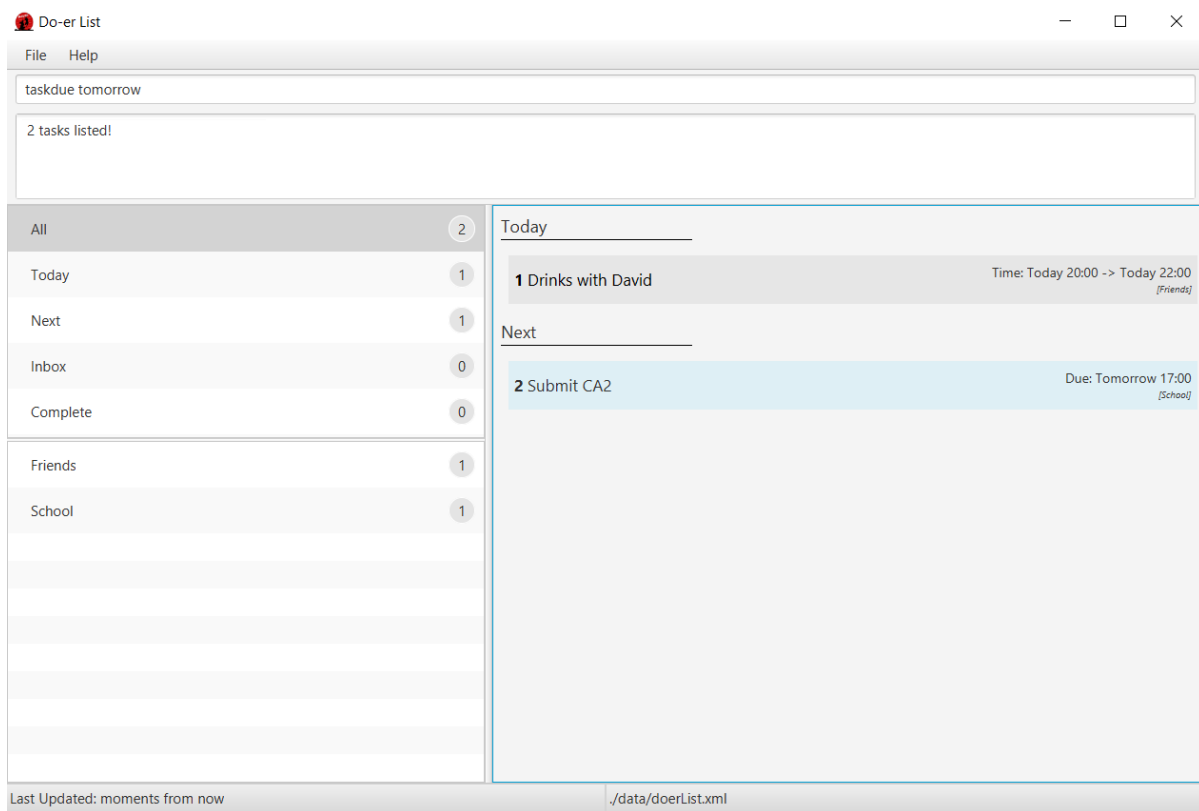 Do-er List
File Help
taskdue tomorrow
2 tasks listed!
All 2
Today 1
Next 1
Inbox 0
Complete 0
Friends 1
School 1
Today
1 Drinks with David Time: Today 20:00 -> Today 22:00
[Friends]
Next
2 Submit CA2 Due: Tomorrow 17:00
[School]
Last Updated: moments from now ./data/doerList.xml